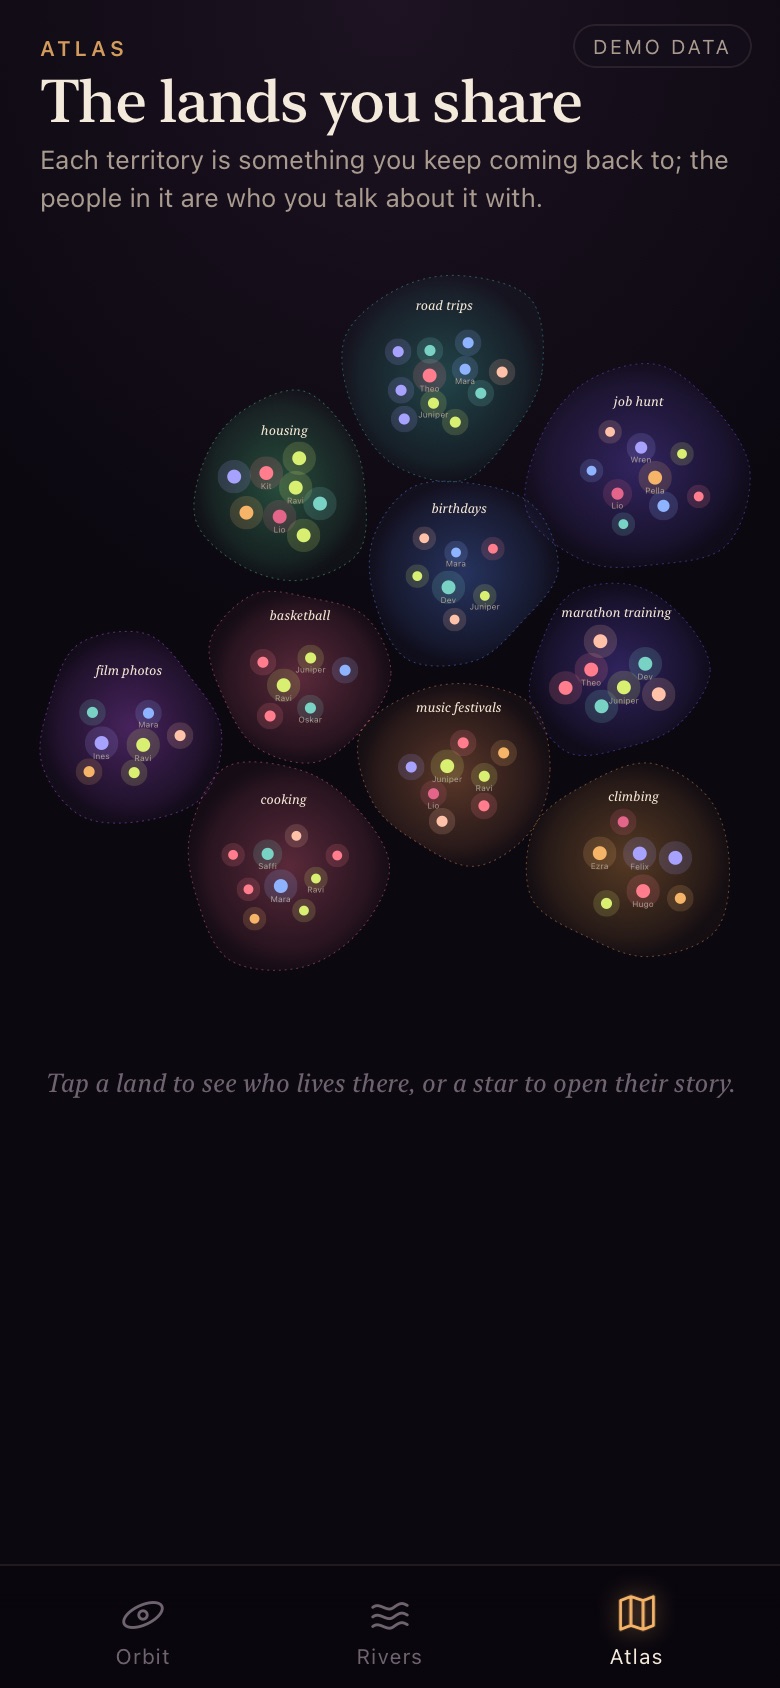 ATLAS
DEMO DATA
The lands you share
Each territory is something you keep coming back to; the
people in it are who you talk about it with.
road trips
Theo
Mara
Juniper
job hunt
Wren
Pella
Lio
housing
Kit
Ravi
Lio
birthdays
Mara
Dev
Juniper
basketball
Juniper
Ravi
Oskar
marathon training
Dev
Theo
Juniper
film photos
Mara
Ines
Ravi
music festivals
Juniper
Ravi
Lio
cooking
Saffi
Ravi
Mara
climbing
Ezra
Felix
Hugo
Tap a land to see who lives there, or a star to open their story.
Orbit
Rivers
Atlas